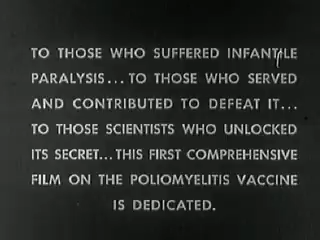 TO THOSE WHO SUFFERED INFANTILE
PARALYSIS... TO THOSE WHO SERVED
AND CONTRIBUTED TO DEFEAT IT...
TO THOSE SCIENTISTS WHO UNLOCKED
ITS SECRET... THIS FIRST COMPREHENSIVE
FILM ON THE POLIOMYELITIS VACCINE
IS DEDICATED.